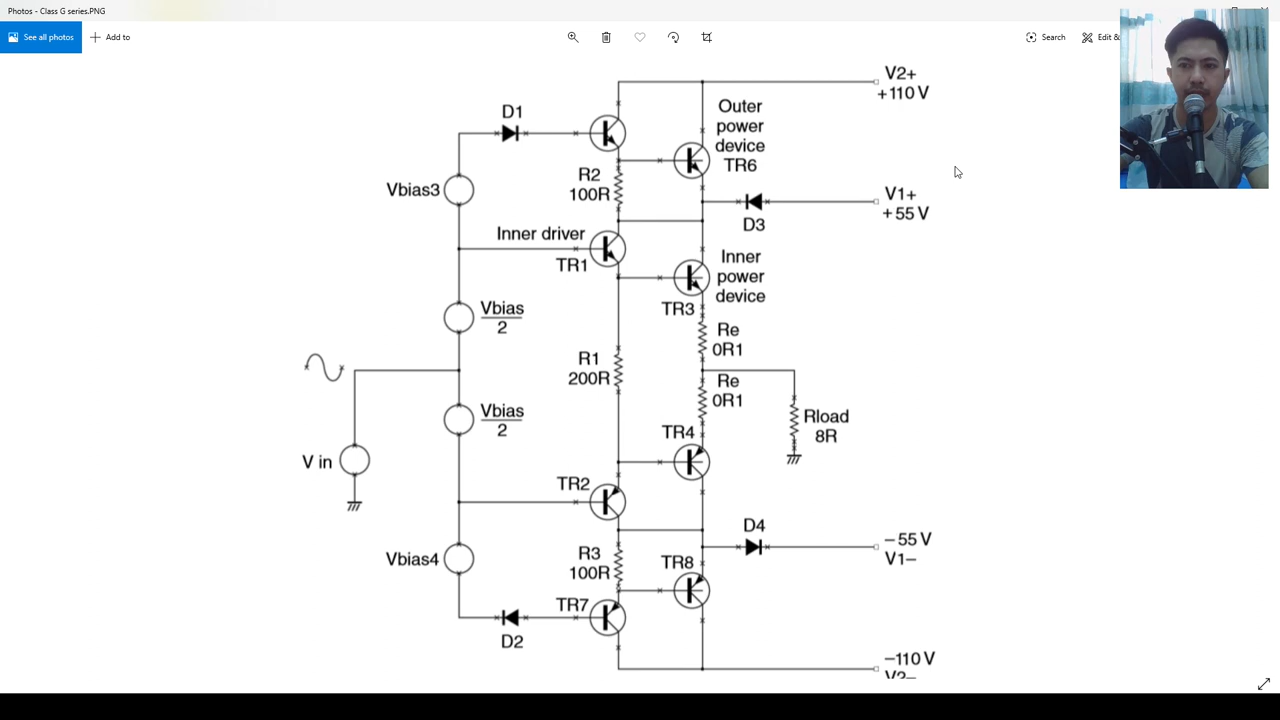 Photos - Class G series.PNG
See all photos
Add to
Search
Edit &
V2+
+110 V
D1
Outer
power
device
TR6
R2
100R
Vbias3
V1+
+55 V
D3
Inner driver
TR1
Inner
power
device
TR3
Vbias
2
Re
0R1
R1
200R
Re
0R1
Vbias
2
Rload
8R
TR4
V in
TR2
D4
−55 V
V1−
R3
100R
Vbias4
TR8
TR7
D2
−110 V
V2−